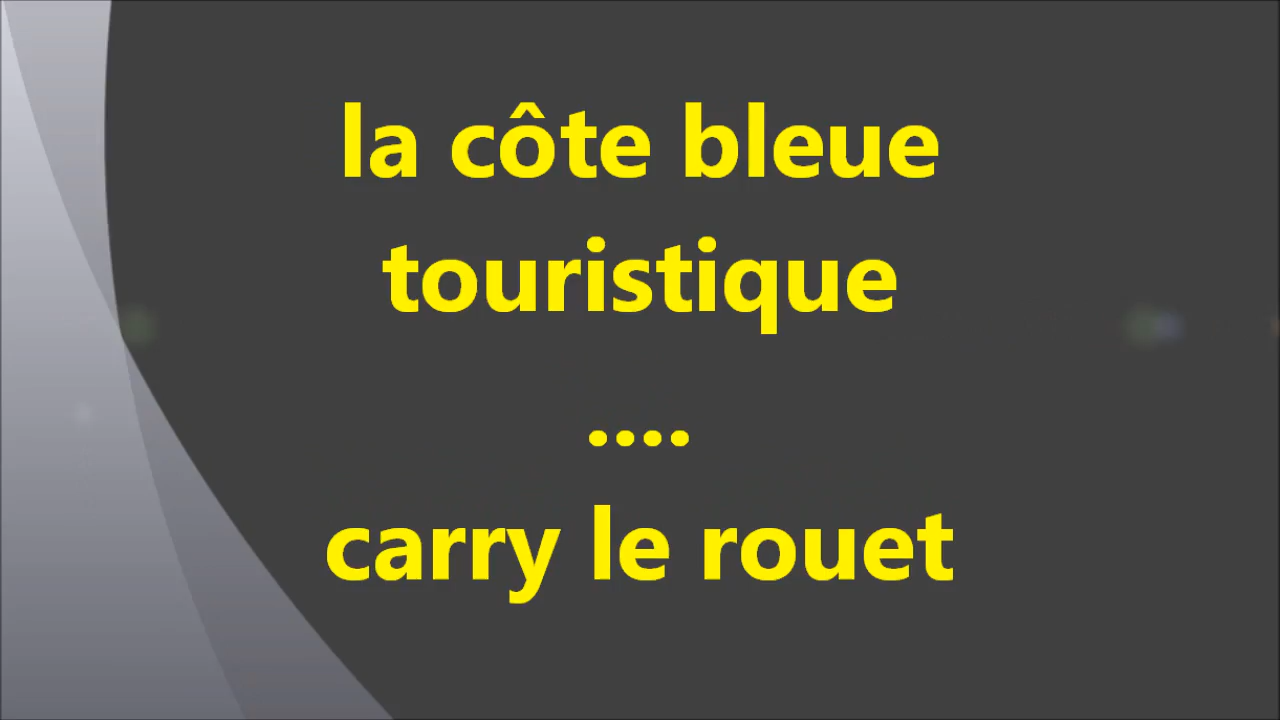 la côte bleue
touristique
....
carry le rouet